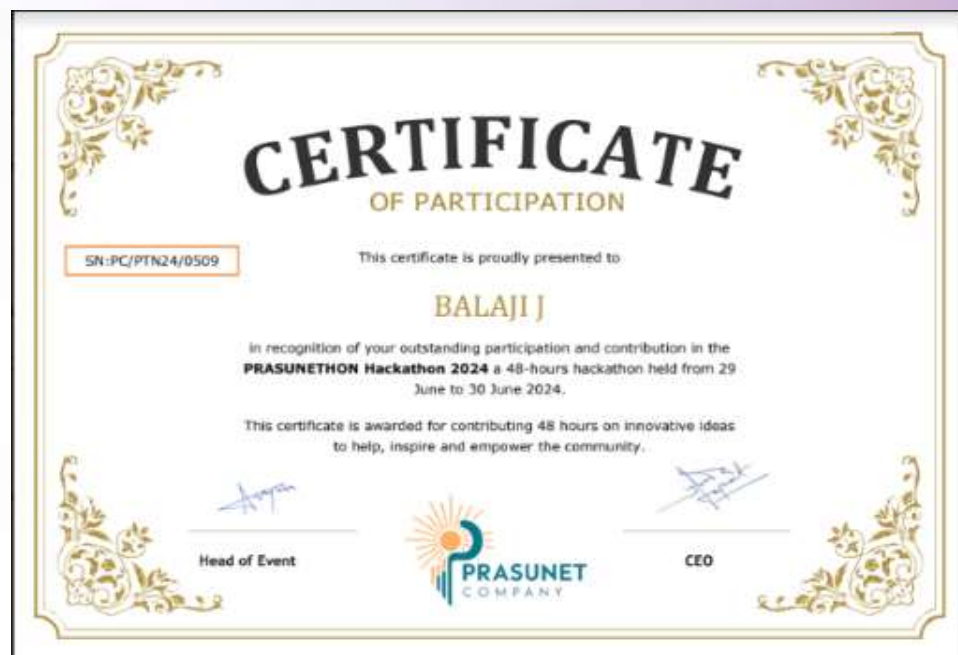 CERTIFICATE
OF PARTICIPATION
SN:PC/PTN24/0509
This certificate is proudly presented to
BALAJI J
in recognition of your outstanding participation and contribution in the
PRASUNETHON Hackathon 2024 a 48-hours hackathon held from 29
June to 30 June 2024.
This certificate is awarded for contributing 48 hours on innovative ideas
to help, inspire and empower the community.
Head of Event
PRASUNET
COMPANY
CEO